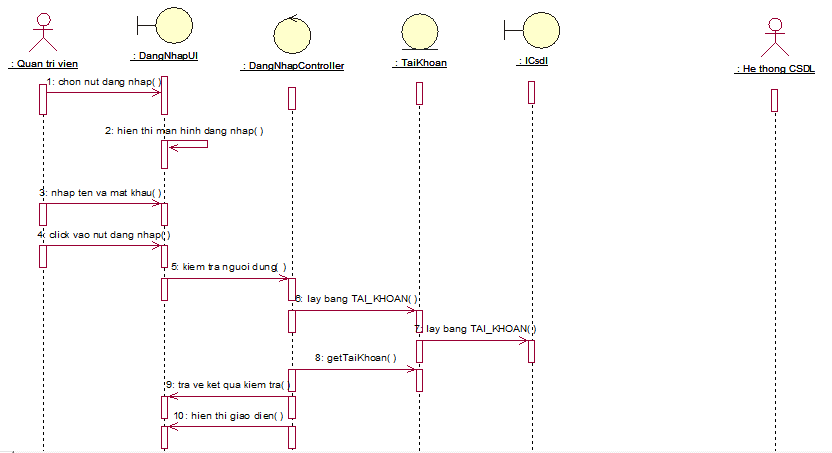 : Quan tri vien
: DangNhapUI
: DangNhapController
: TaiKhoan
: ICsdl
: He thong CSDL
1: chon nut dang nhap( )
2: hien thi man hinh dang nhap( )
3: nhap ten va mat khau( )
4: click vao nut dang nhap( )
5: kiem tra nguoi dung( )
6: lay bang TAI_KHOAN( )
7: lay bang TAI_KHOAN( )
8: getTaiKhoan( )
9: tra ve ket qua kiem tra( )
10: hien thi giao dien( )